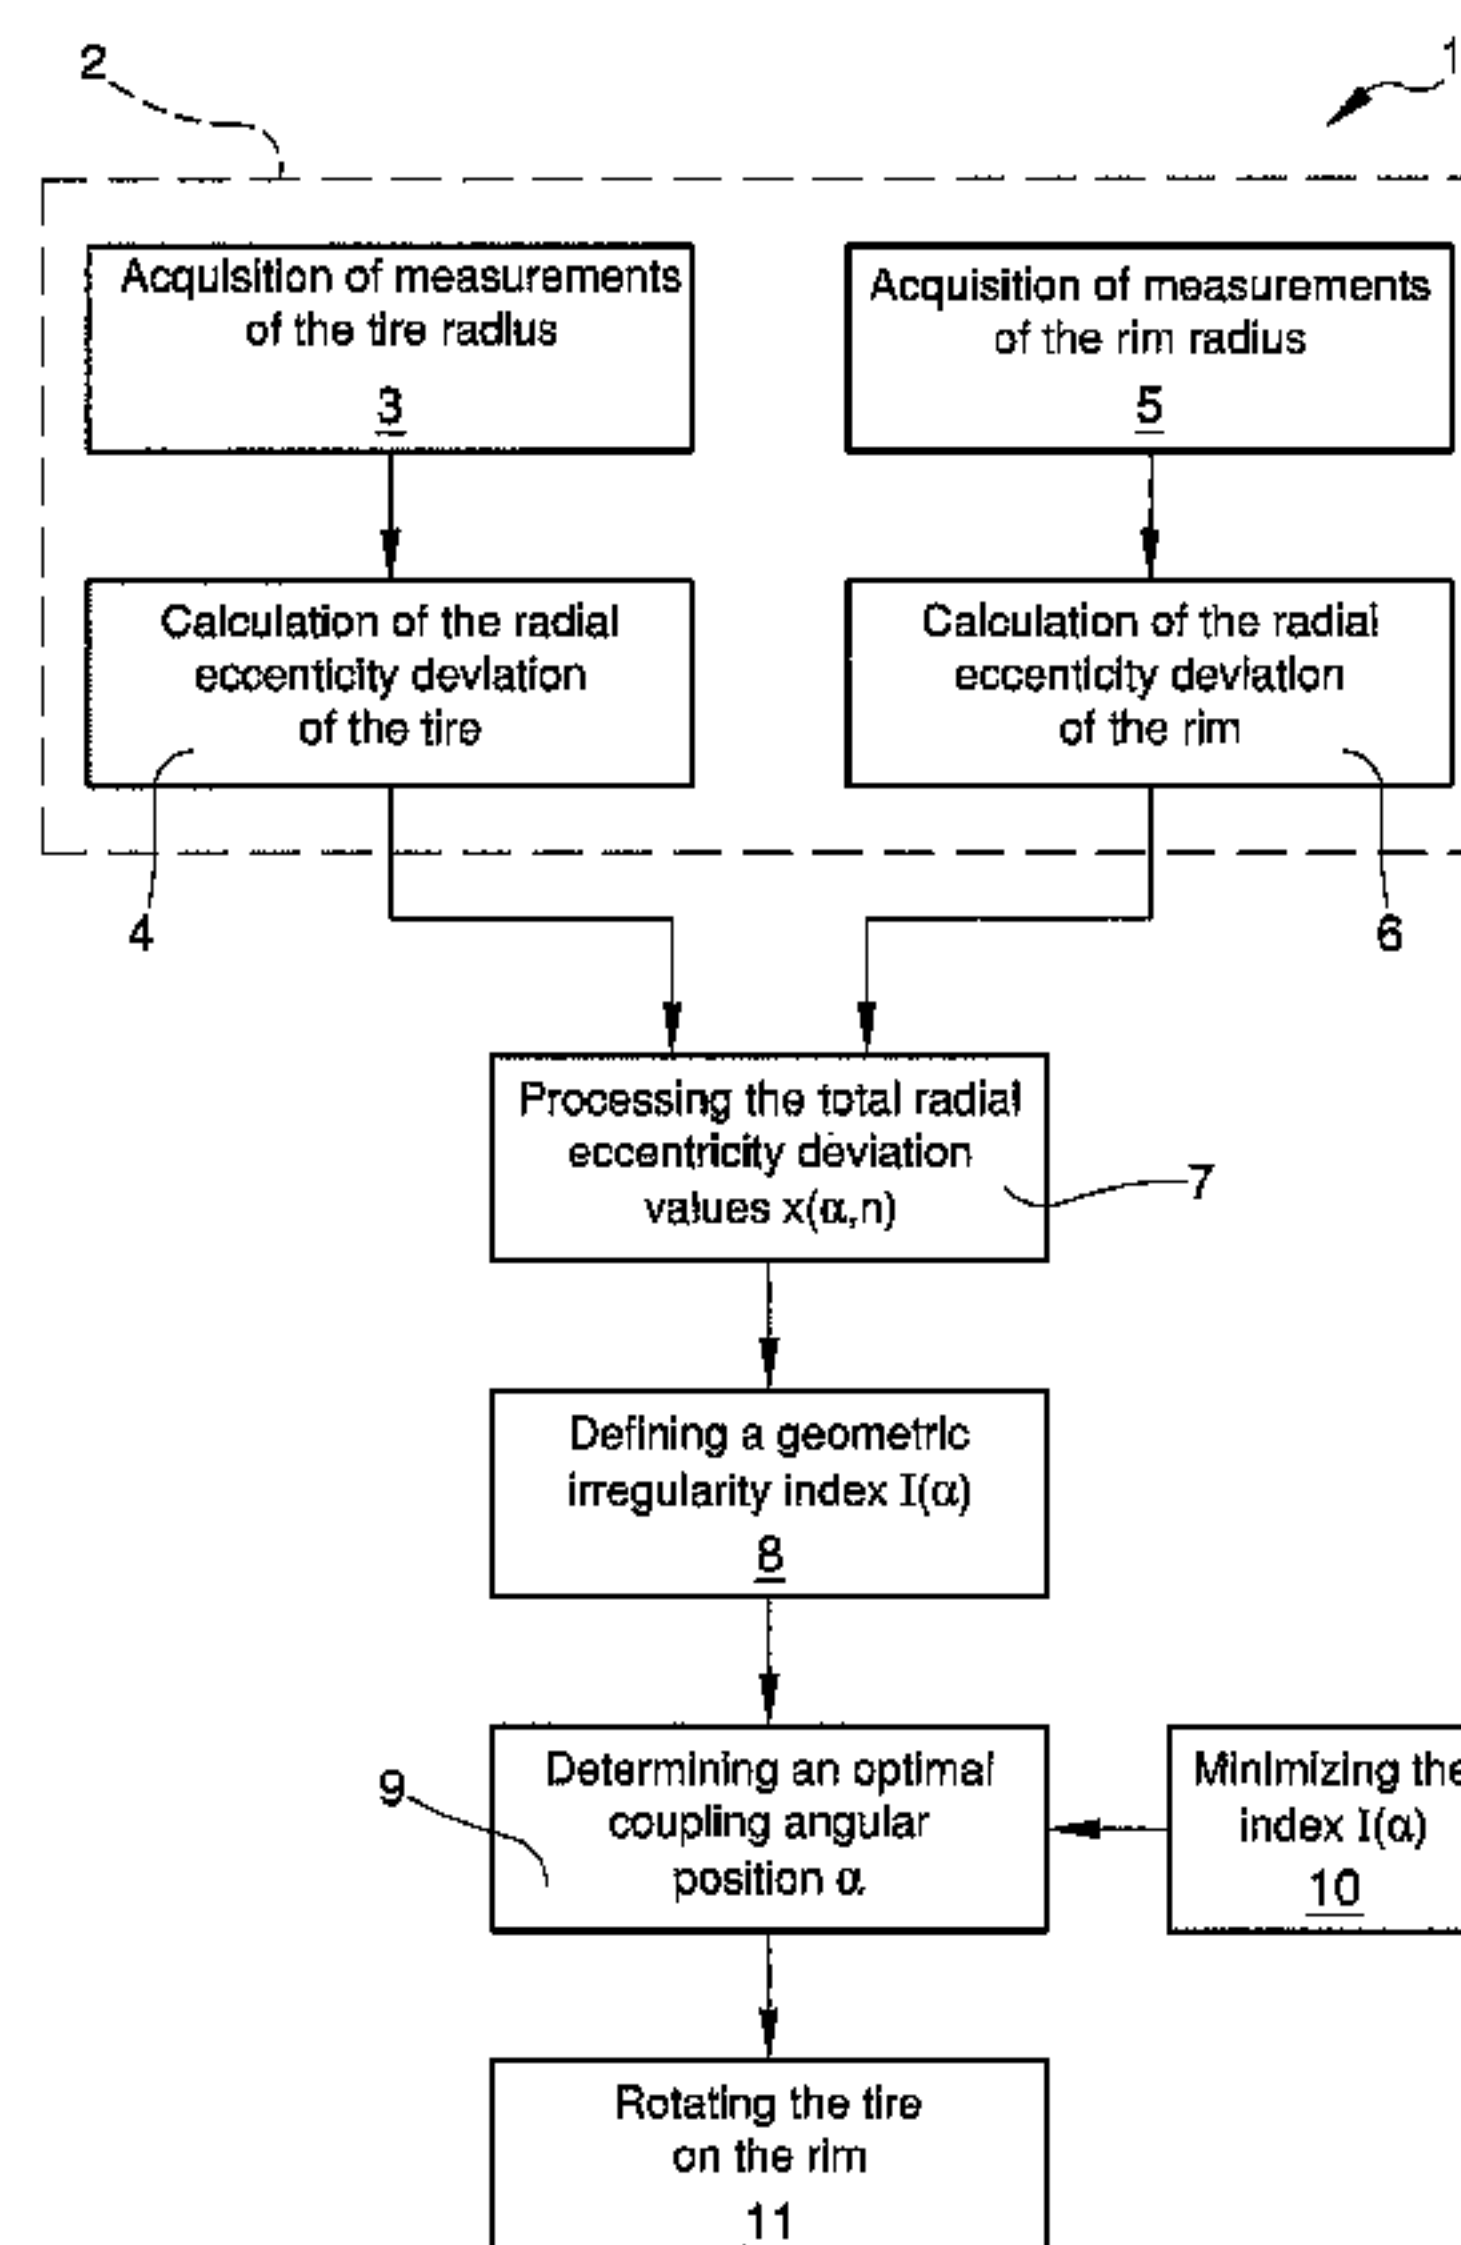 2
1
Acquisition of measurements
of the tire radius
3
Acquisition of measurements
of the rim radius
5
Calculation of the radial
eccenticity deviation
of the tire
4
Calculation of the radial
eccenticity deviation
of the rim
6
Processing the total radial
eccentricity deviation
values x(α,n)
7
Defining a geometric
irregularity index I(α)
8
Determining an optimal
coupling angular
position α
9
Minimizing the
index I(α)
10
Rotating the tire
on the rim
11